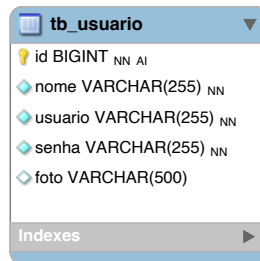 tb_usuario
id BIGINT NN AI
nome VARCHAR(255) NN
usuario VARCHAR(255) NN
senha VARCHAR(255) NN
foto VARCHAR(500)
Indexes